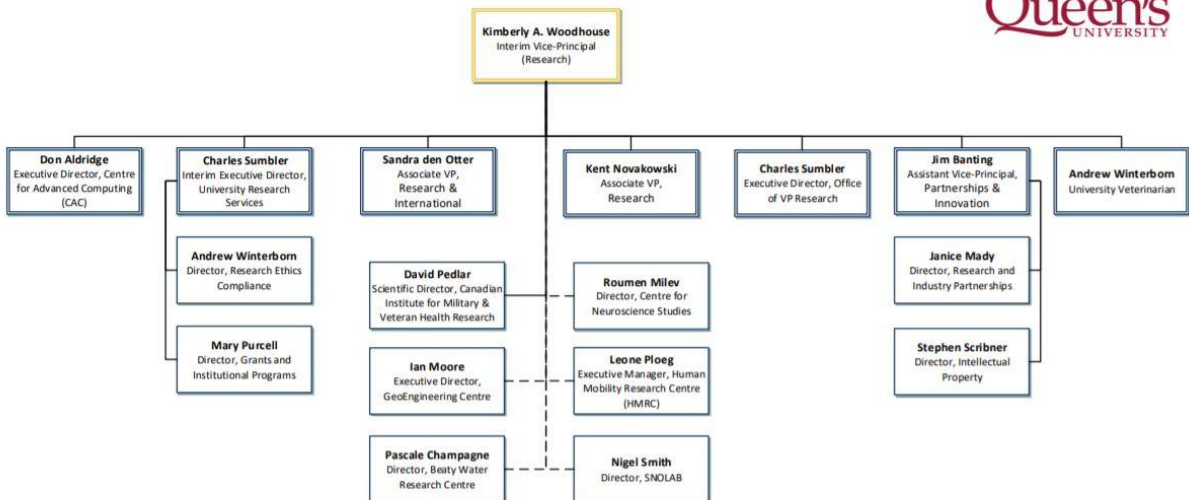 Queen's
UNIVERSITY
Kimberly A. Woodhouse
Interim Vice-Principal
(Research)
Don Aldridge
Executive Director, Centre
for Advanced Computing
(CAC)
Charles Sumbler
Interim Executive Director,
University Research
Services
Sandra den Otter
Associate VP,
Research &
International
Kent Novakowski
Associate VP,
Research
Charles Sumbler
Executive Director, Office
of VP Research
Jim Banting
Assistant Vice-Principal,
Partnerships &
Innovation
Andrew Winterborn
University Veterinarian
Andrew Winterborn
Director, Research Ethics
Compliance
David Pedlar
Scientific Director, Canadian
Institute for Military &
Veteran Health Research
Roumen Milev
Director, Centre for
Neuroscience Studies
Janice Mady
Director, Research and
Industry Partnerships
Mary Purcell
Director, Grants and
Institutional Programs
Ian Moore
Executive Director,
GeoEngineering Centre
Leone Ploeg
Executive Manager, Human
Mobility Research Centre
(HMRC)
Stephen Scribner
Director, Intellectual
Property
Pascale Champagne
Director, Beaty Water
Research Centre
Nigel Smith
Director, SNOLAB